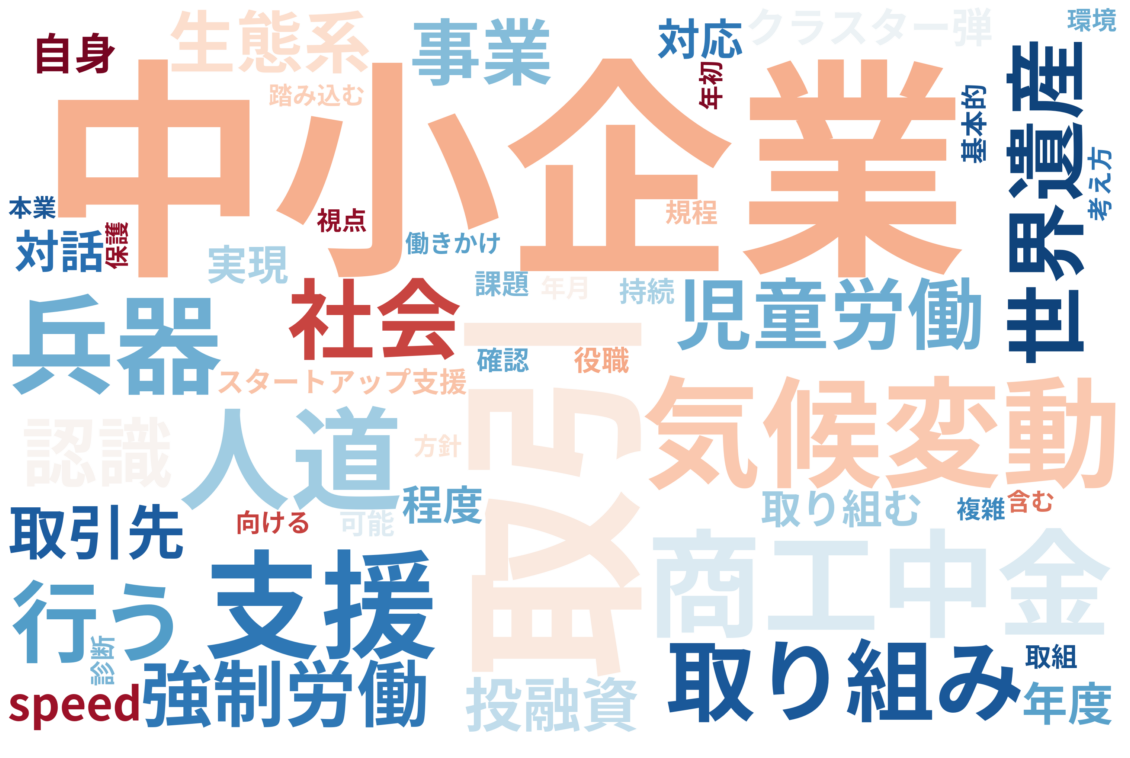 自身
生態系
事業
対応
クラスター弾
環境
踏み込む
年初
中小企業
基本的
世界遺産
考え方
本業
対話
保護
視点
規程
働きかけ
実現
社会
課題
年月
持続
児童労働
兵器
確認
役職
スタートアップ支援
取引
気候変動
認識
人道
方針
程度
取り組む
複雑
含む
取引先
向ける
可能
商工中金
行う
支援
診断
取り組み
取組
speed
強制労働
投融資
年度